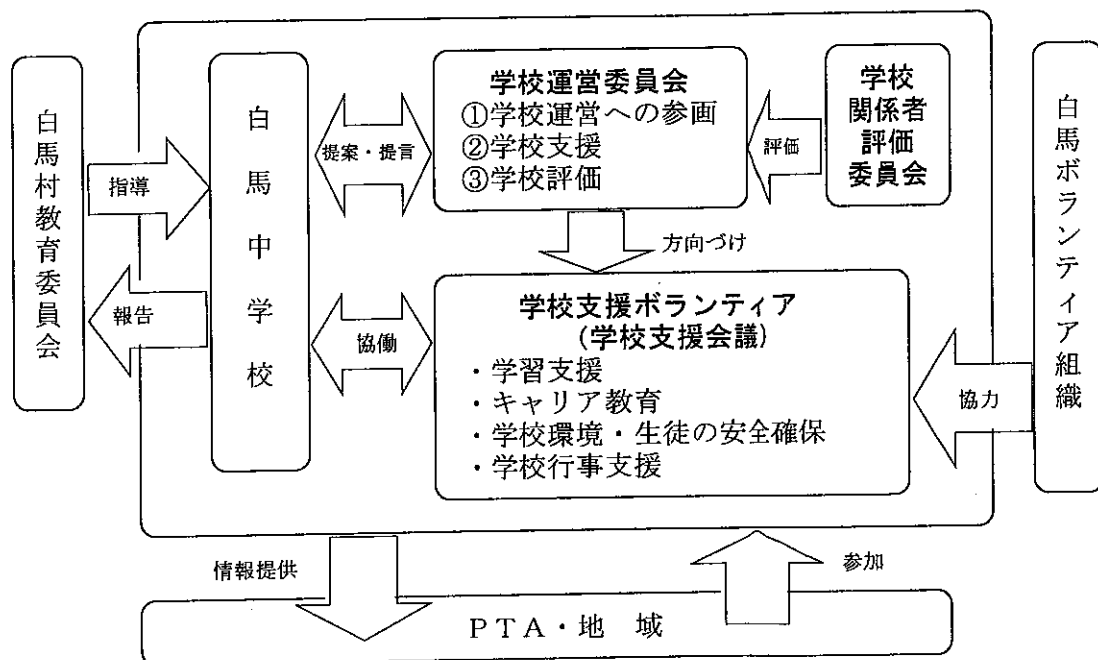 白馬村教育委員会
指導
報告
白馬中学校
提案・提言
協働
学校運営委員会
①学校運営への参画
②学校支援
③学校評価
評価
学校
関係者
評価
委員会
方向づけ
学校支援ボランティア
(学校支援会議)
・学習支援
・キャリア教育
・学校環境・生徒の安全確保
・学校行事支援
協力
白馬ボランティア組織
情報提供
参加
PTA・地 域